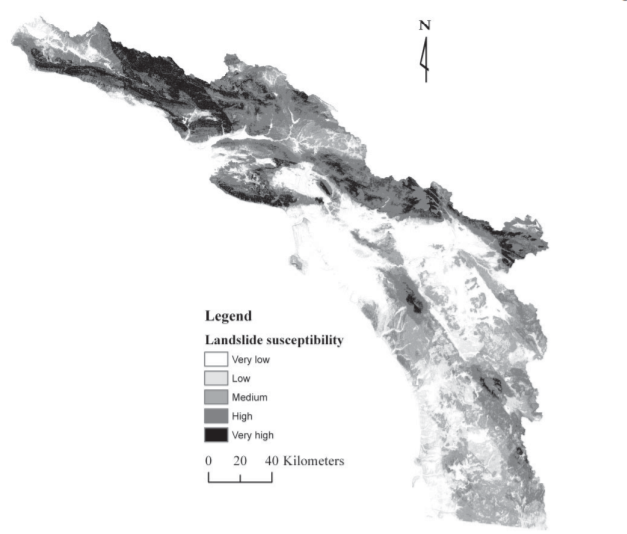 N
Legend
Landslide susceptibility
Very low
Low
Medium
High
Very high
0 20 40 Kilometers